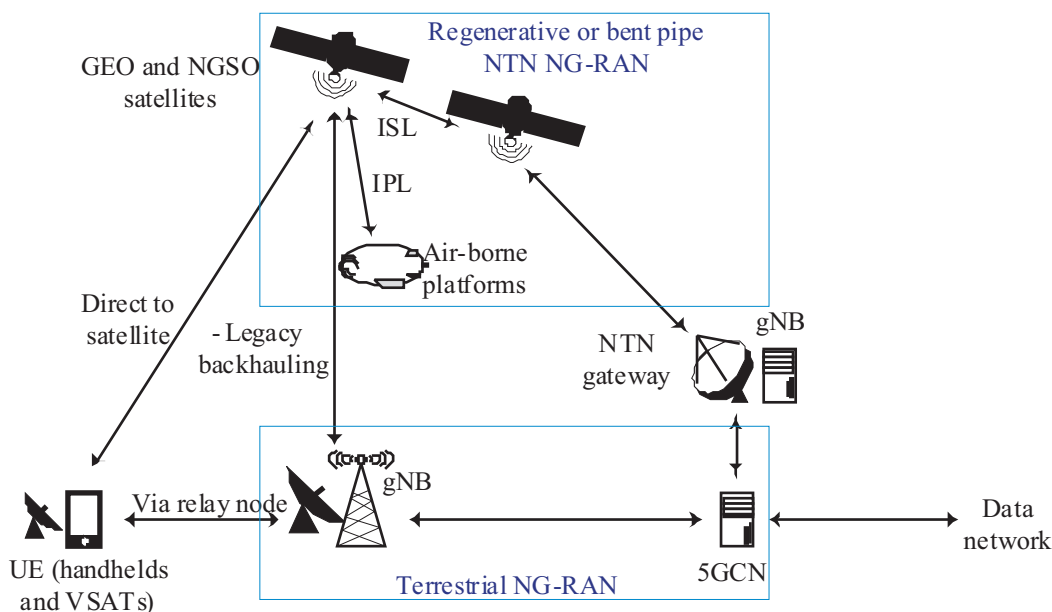 Regenerative or bent pipe
NTN NG-RAN
GEO and NGSO
satellites
ISL
IPL
Air-borne
platforms
Direct to
satellite
- Legacy
backhauling
NTN
gateway
gNB
gNB
Via relay node
UE (handhelds
and VSATs)
5GCN
Data
network
Terrestrial NG-RAN